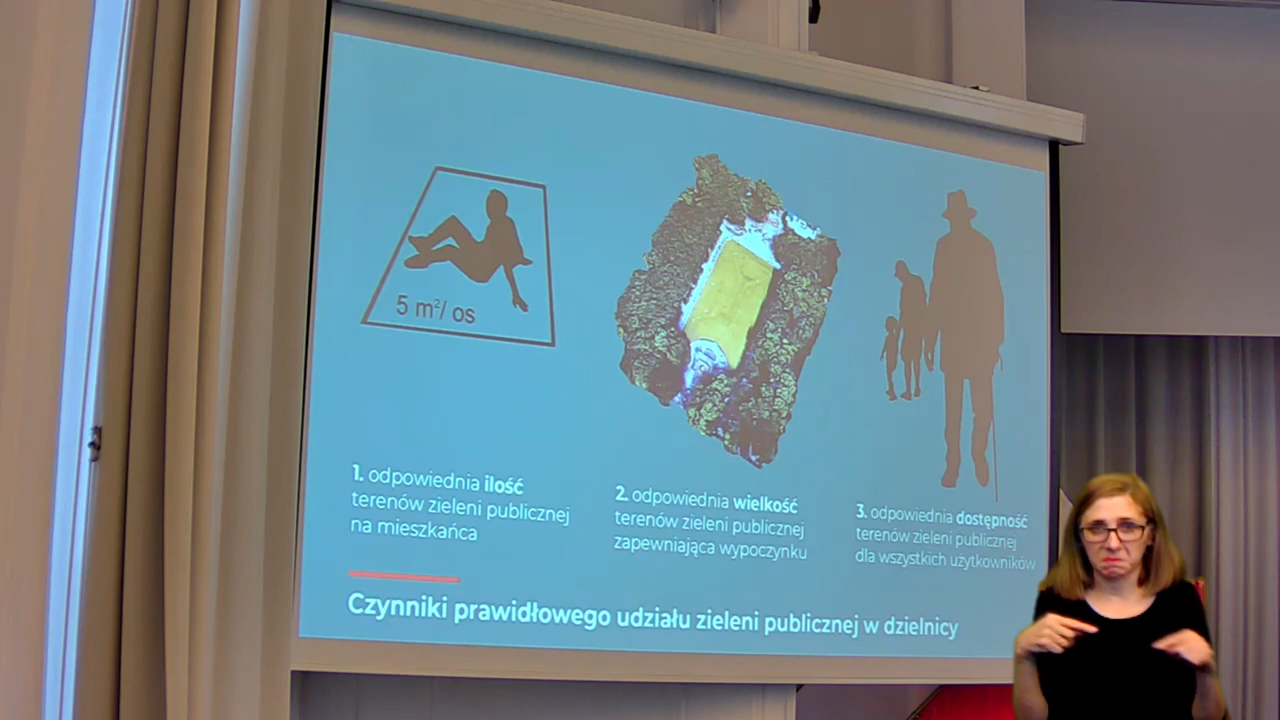 5 m²/ os
1. odpowiednia ilość
terenów zieleni publicznej
na mieszkańca
2. odpowiednia wielkość
terenów zieleni publicznej
zapewniająca wypoczynku
3. odpowiednia dostępność
terenów zieleni publicznej
dla wszystkich uzytkowników
Czynniki prawidłowego udziału zieleni publicznej w dzielnicy